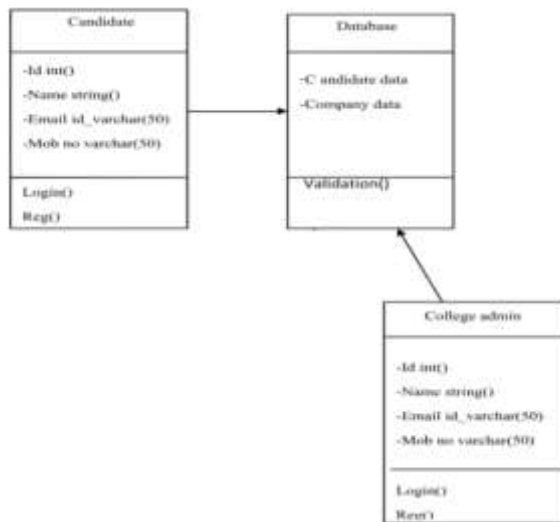 Candidate
-Id int()
-Name string()
-Email id_varchar(50)
-Mob no varchar(50)
Login()
Reg()
Database
-C andidate data
-Company data
Validation()
College admin
-Id int()
-Name string()
-Email id_varchar(50)
-Mob no varchar(50)
Login()
Reg()